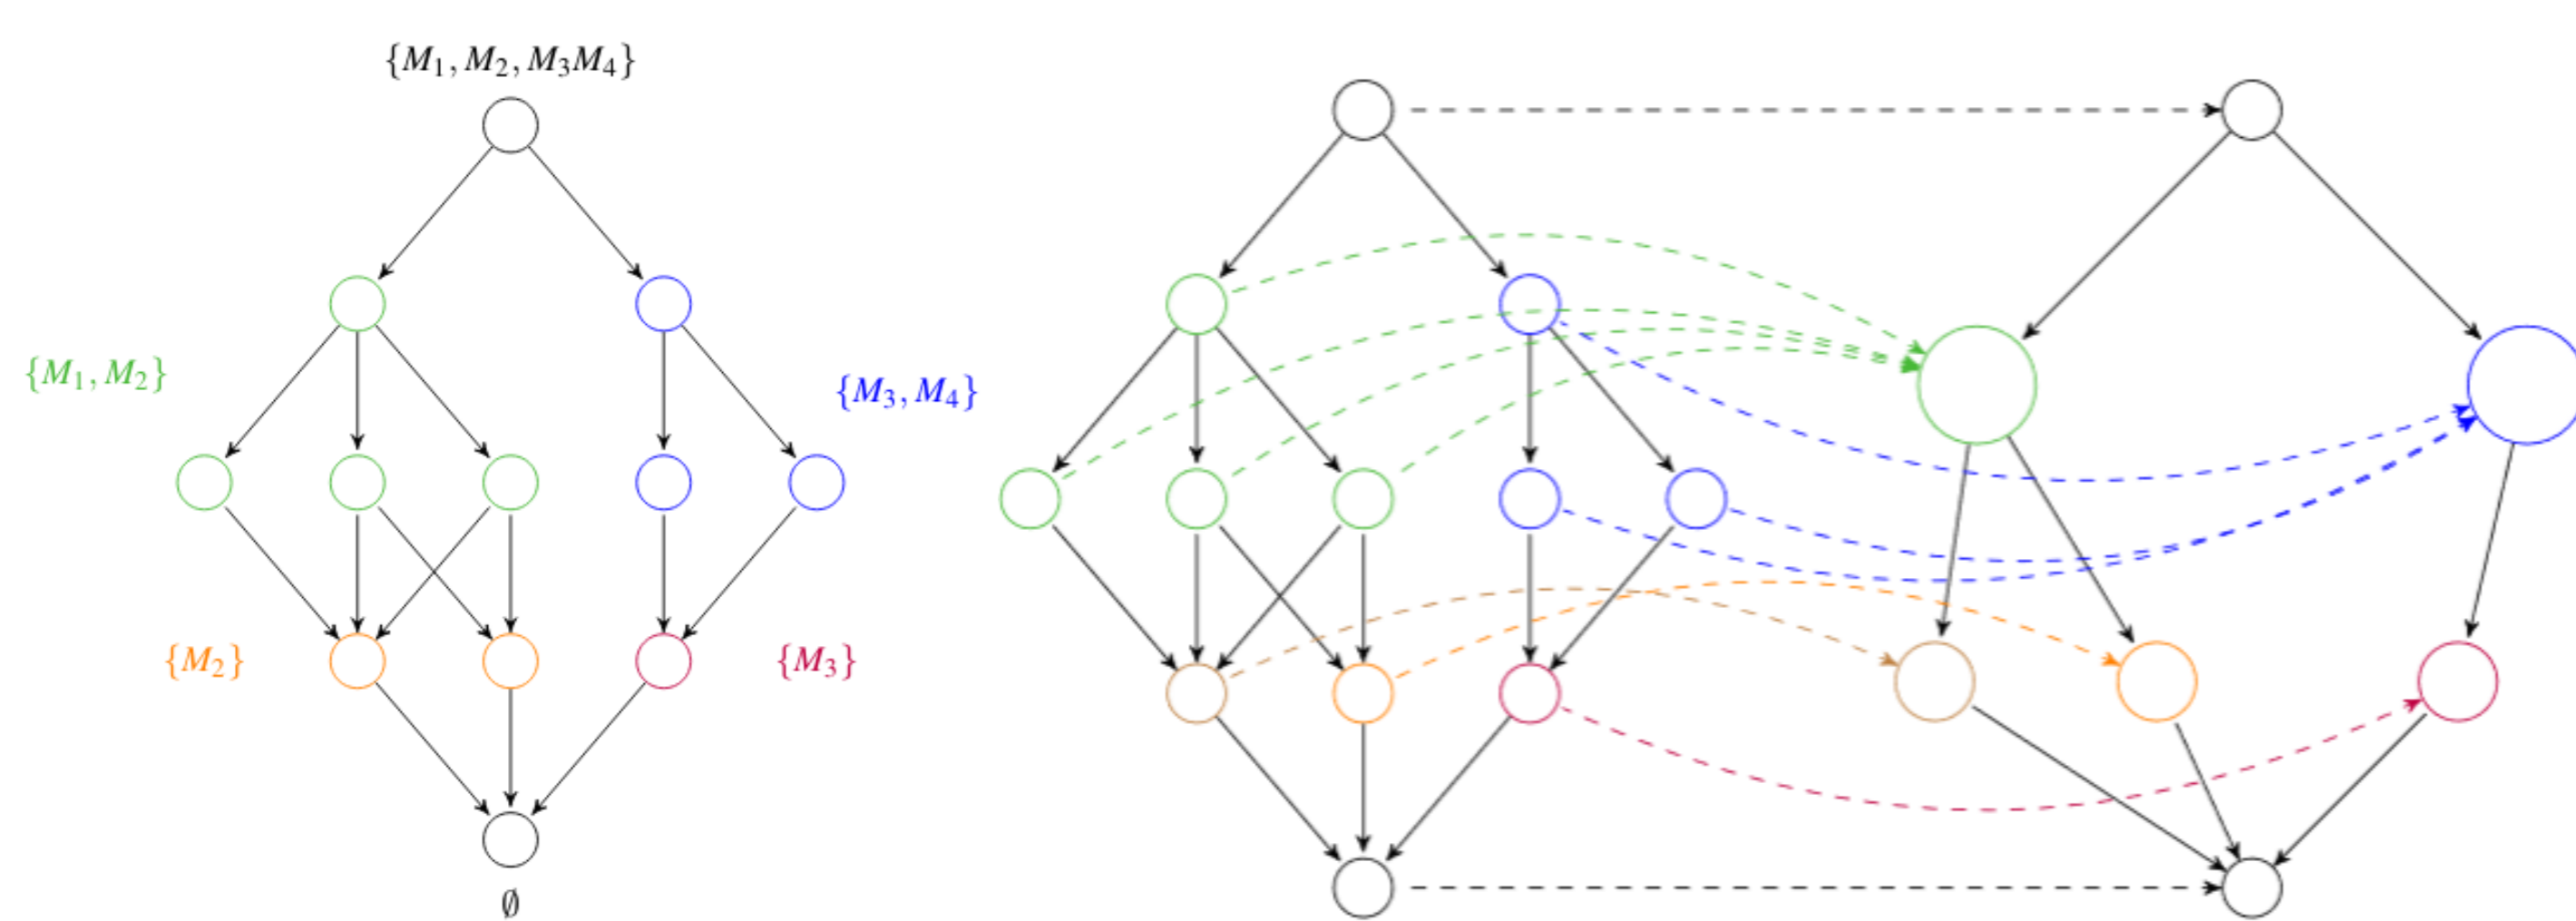 {M₁, M₂, M₃M₄}
{M₁, M₂}
{M₃, M₄}
{M₂}
{M₃}
∅